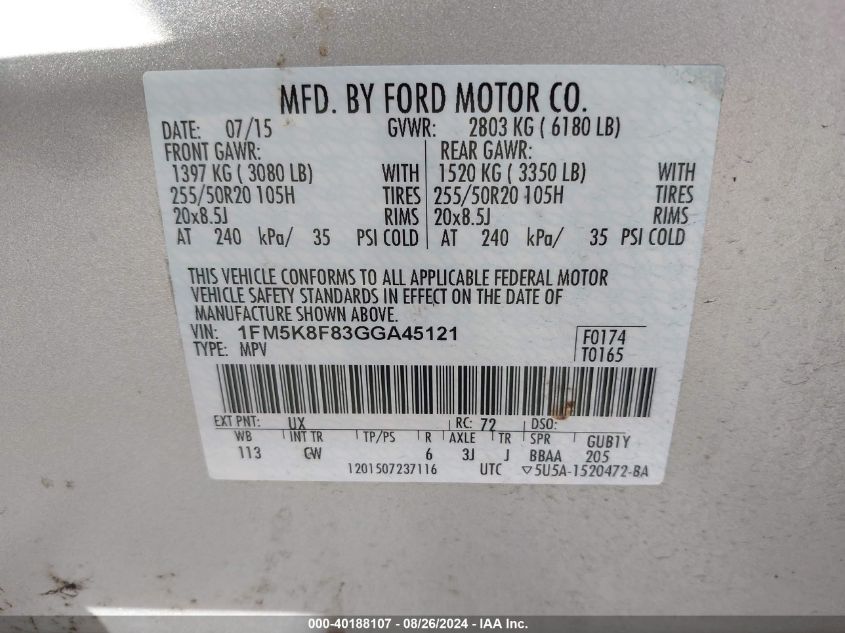 MFD. BY FORD MOTOR CO.
DATE: 07/15 GVWR: 2803 KG ( 6180 LB)
FRONT GAWR: REAR GAWR:
1397 KG ( 3080 LB) WITH 1520 KG ( 3350 LB) WITH
255/50R20 105H TIRES 255/50R20 105H TIRES
20x8.5J RIMS 20x8.5J RIMS
AT 240 kPa/ 35 PSI COLD AT 240 kPa/ 35 PSI COLD
THIS VEHICLE CONFORMS TO ALL APPLICABLE FEDERAL MOTOR
VEHICLE SAFETY STANDARDS IN EFFECT ON THE DATE OF
MANUFACTURE SHOWN ABOVE.
VIN: 1FM5K8F83GGA45121 F0174
TYPE: MPV T0165
EXT PNT: UX RC: 72 DSO:
WB INT TR TP/PS R AXLE TR SPR GUB1Y
113 CW 6 3J J BBAA 205
1201507237116 UTC ▽5U5A-1520472-BA
000-40188107 - 08/26/2024 - IAA Inc.